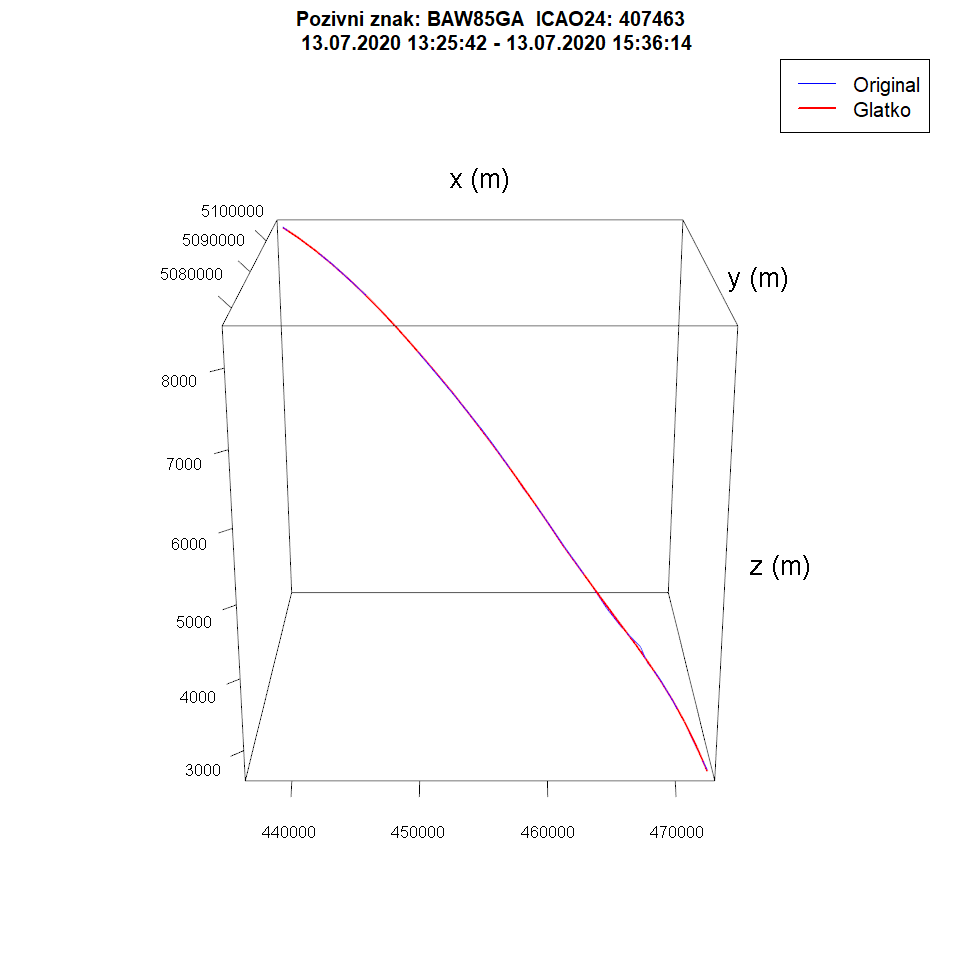 Pozivni znak: BAW85GA  ICAO24: 407463
13.07.2020 13:25:42 - 13.07.2020 15:36:14
Original
Glatko
x (m)
5100000
5090000
5080000
y (m)
8000
7000
6000
5000
4000
3000
z (m)
440000 450000 460000 470000